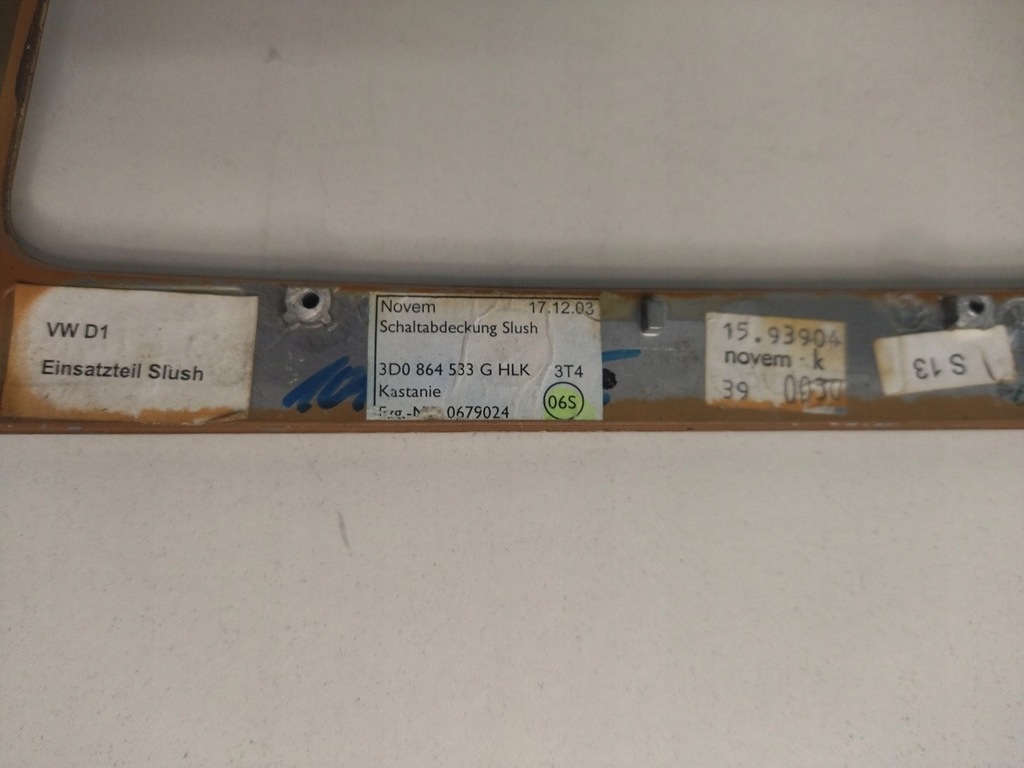 VW D1
Einsatzteil Slush
Novem 17.12.03
Schaltabdeckung Slush
3D0 864 533 G HLK 3T4
Kastanie
0679024 06S
15.93904
novem - k
39 0030
S 13